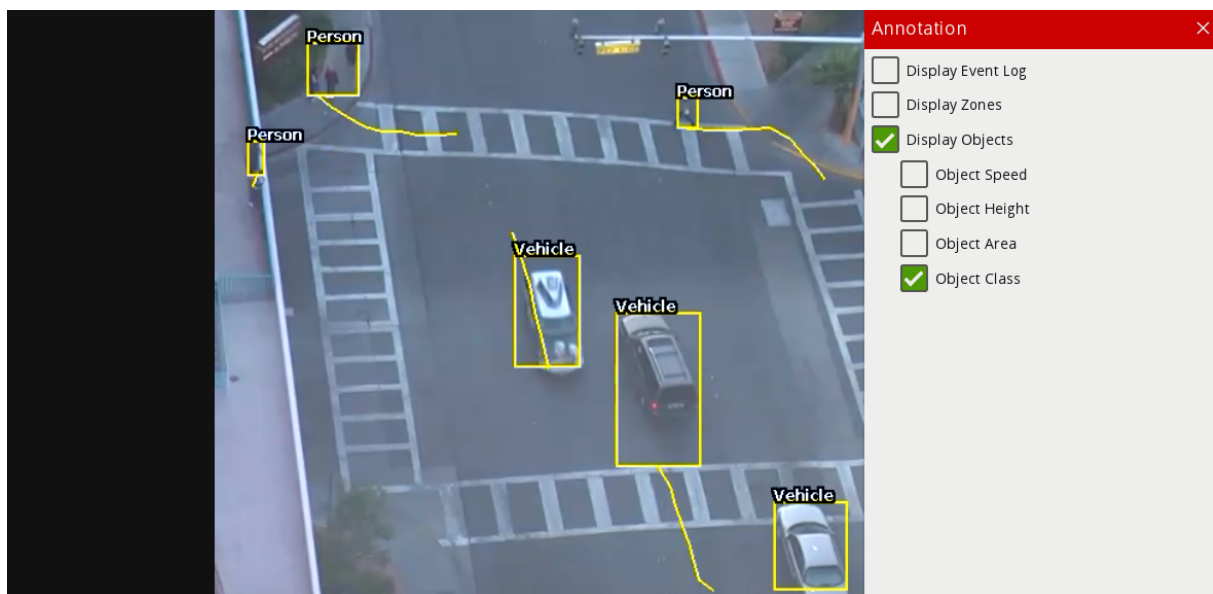 Person
Person
Person
Vehicle
Vehicle
Vehicle
Annotation
Display Event Log
Display Zones
Display Objects
Object Speed
Object Height
Object Area
Object Class